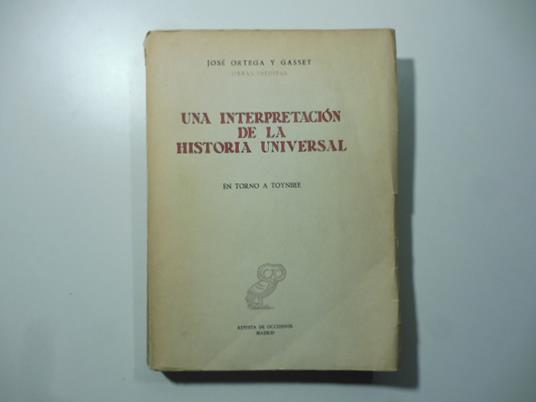 JOSÉ ORTEGA Y GASSET
OBRAS INÉDITAS
UNA INTERPRETACIÓN
DE LA
HISTORIA UNIVERSAL
EN TORNO A TOYNBEE
REVISTA DE OCCIDENTE
MADRID